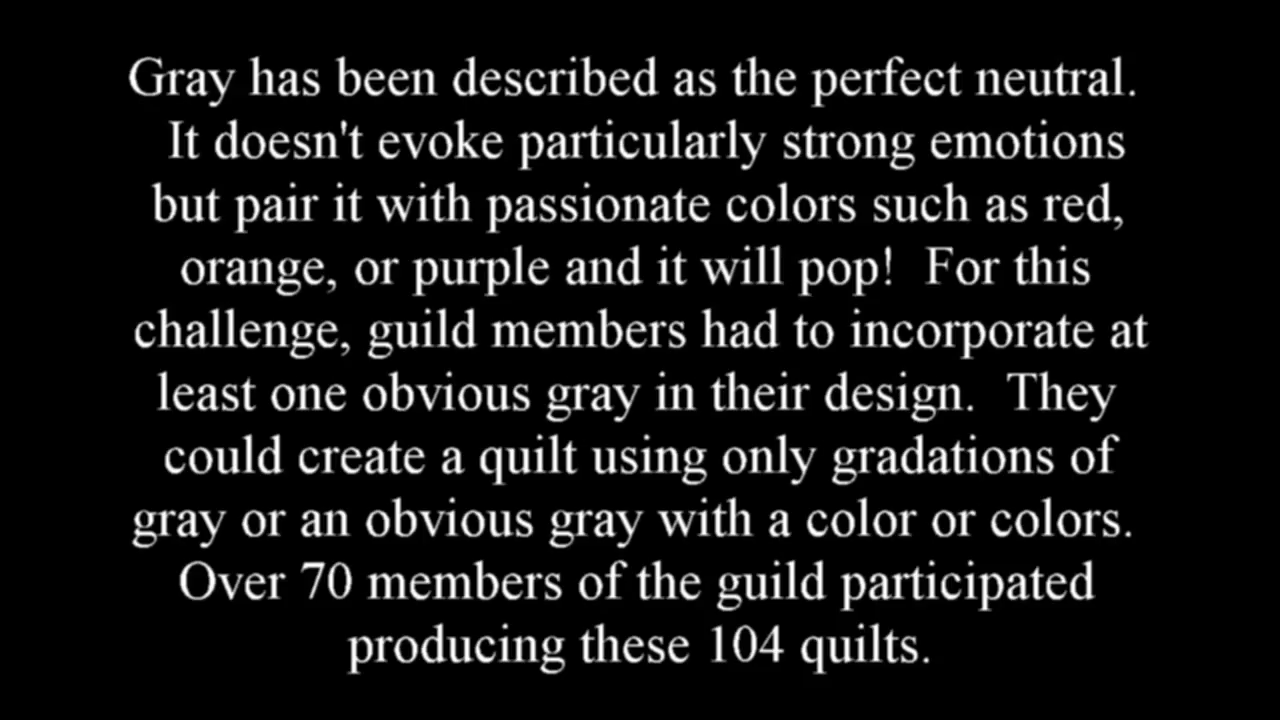 Gray has been described as the perfect neutral.
It doesn't evoke particularly strong emotions
but pair it with passionate colors such as red,
orange, or purple and it will pop!  For this
challenge, guild members had to incorporate at
least one obvious gray in their design.  They
could create a quilt using only gradations of
gray or an obvious gray with a color or colors.
Over 70 members of the guild participated
producing these 104 quilts.